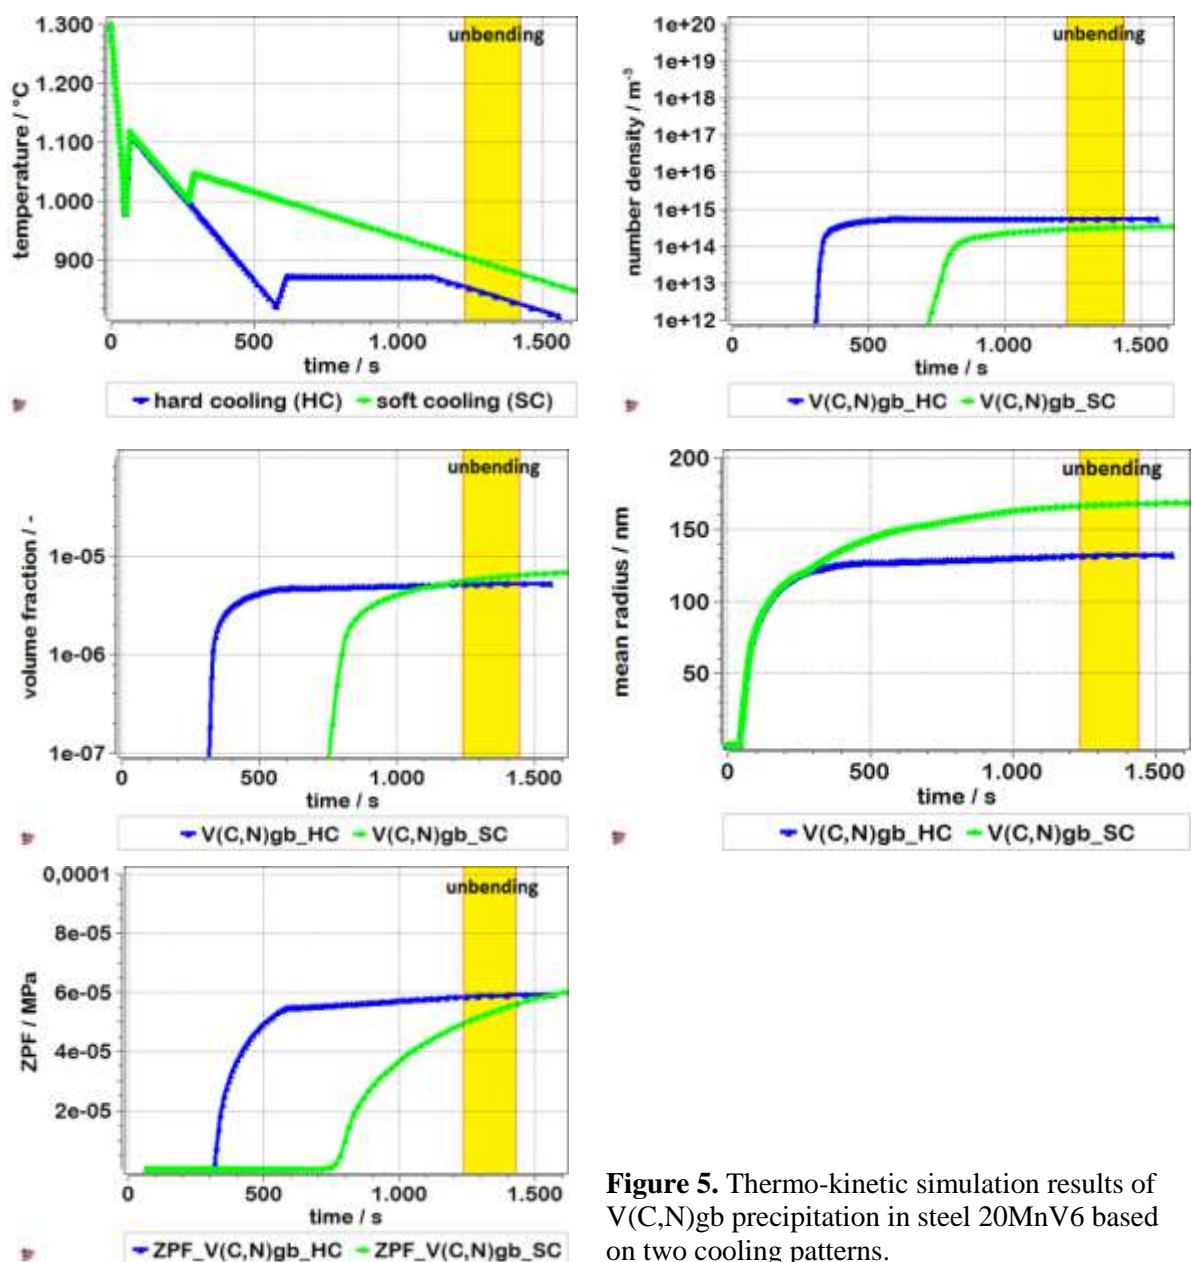 1.300
1.200
1.100
1.000
900
temperature / °C
unbending
0 500 1.000 1.500
time / s
hard cooling (HC) soft cooling (SC)
1e+20
1e+19
1e+18
1e+17
1e+16
1e+15
1e+14
1e+13
1e+12
number density / m⁻³
unbending
0 500 1.000 1.500
time / s
V(C,N)gb_HC V(C,N)gb_SC
1e-05
1e-06
1e-07
volume fraction / -
unbending
0 500 1.000 1.500
time / s
V(C,N)gb_HC V(C,N)gb_SC
200
150
100
50
mean radius / nm
unbending
0 500 1.000 1.500
time / s
V(C,N)gb_HC V(C,N)gb_SC
0,0001
8e-05
6e-05
4e-05
2e-05
ZPF / MPa
unbending
0 500 1.000 1.500
time / s
ZPF_V(C,N)gb_HC ZPF_V(C,N)gb_SC
Figure 5. Thermo-kinetic simulation results of
V(C,N)gb precipitation in steel 20MnV6 based
on two cooling patterns.